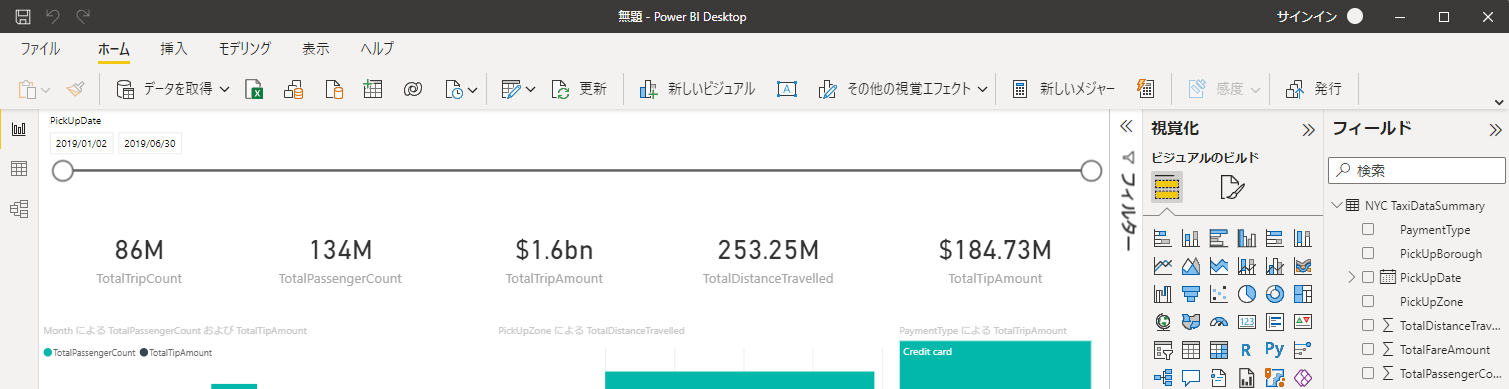 無題 - Power BI Desktop
サインイン
ファイル ホーム 挿入 モデリング 表示 ヘルプ
データを取得 更新 新しいビジュアル その他の視覚エフェクト 新しいメジャー 感度 発行
PickUpDate
2019/01/02 2019/06/30
86M
TotalTripCount
134M
TotalPassengerCount
$1.6bn
TotalTripAmount
253.25M
TotalDistanceTravelled
$184.73M
TotalTipAmount
Month による TotalPassengerCount および TotalTipAmount
TotalPassengerCount TotalTipAmount
PickUpZone による TotalDistanceTravelled
PaymentType による TotalTripAmount
Credit card
フィルター
視覚化
ビジュアルのビルド
R Py
123
フィールド
検索
NYC TaxiDataSummary
PaymentType
PickUpBorough
PickUpDate
PickUpZone
TotalDistanceTrav...
TotalFareAmount
TotalPassengerCo...